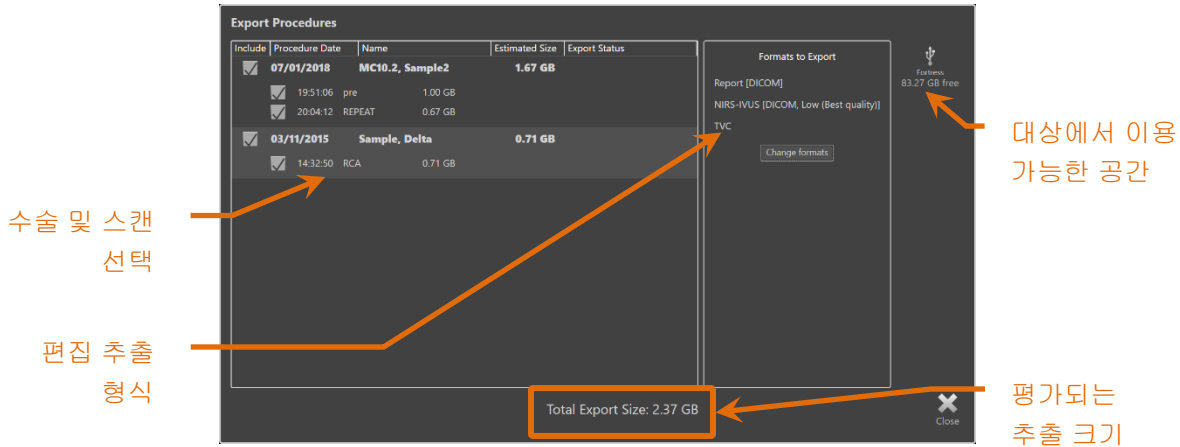 Export Procedures
Include Procedure Date Name Estimated Size Export Status
07/01/2018 MC10.2, Sample2 1.67 GB
19:51:06 pre 1.00 GB
20:04:12 REPEAT 0.67 GB
03/11/2015 Sample, Delta 0.71 GB
14:32:50 RCA 0.71 GB
Formats to Export
Report [DICOM]
NIRS-IVUS [DICOM, Low (Best quality)]
TVC
Change formats
Fortress
83.27 GB free
대상에서 이용
가능한 공간
수술 및 스캔
선택
편집 추출
형식
Total Export Size: 2.37 GB
Close
평가되는
추출 크기